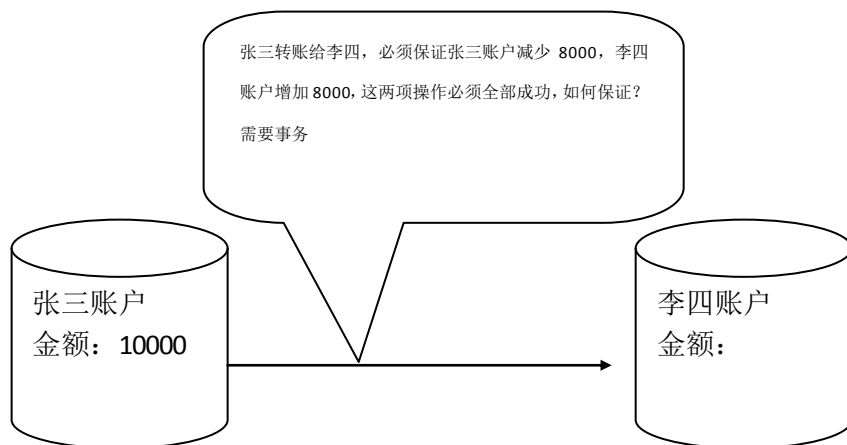 张三转账给李四，必须保证张三账户减少 8000，李四
账户增加 8000，这两项操作必须全部成功，如何保证？
需要事务
张三账户
金额：10000
李四账户
金额：